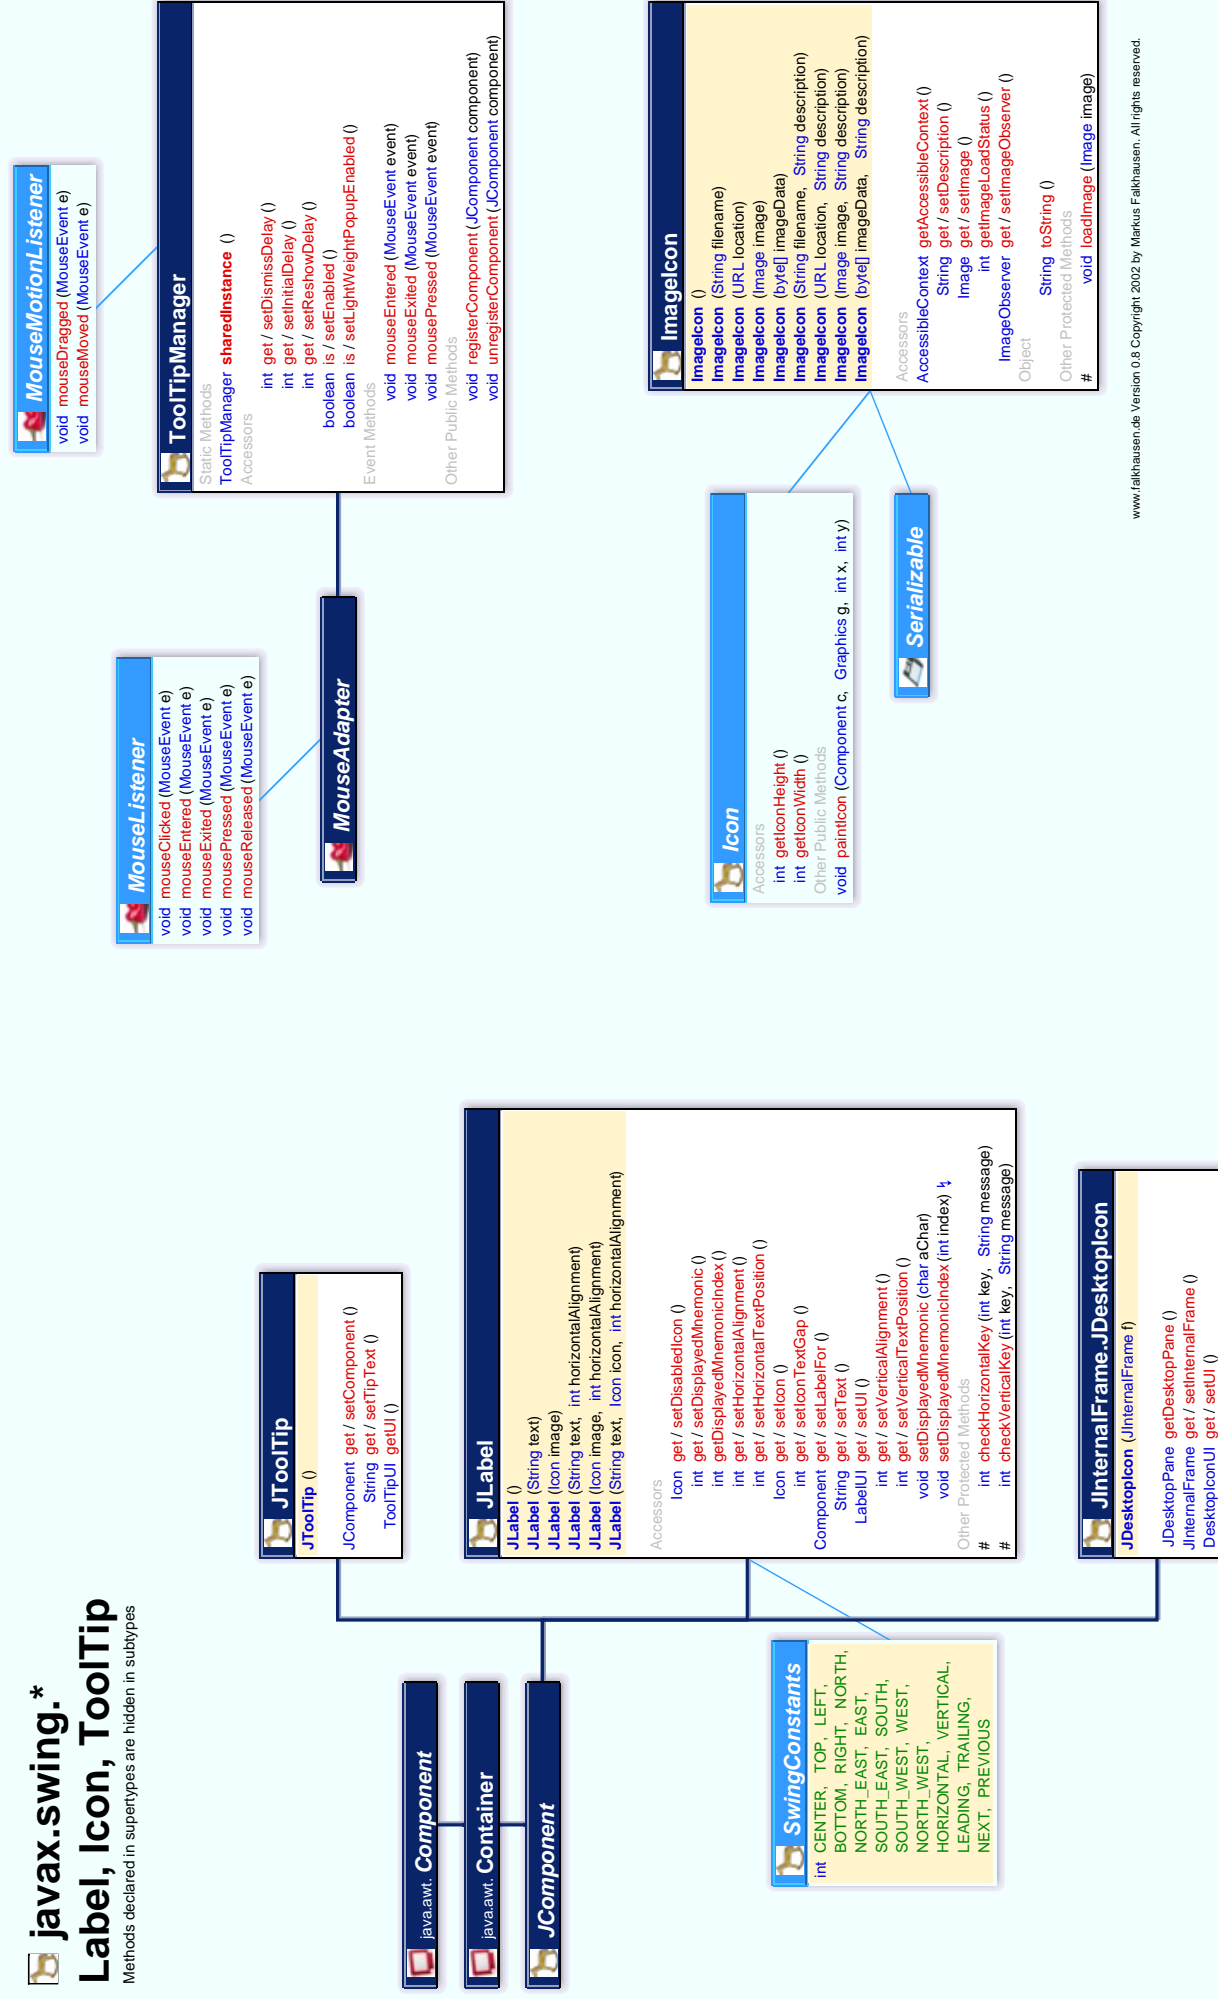 javax.swing.*
Label, Icon, ToolTip
Methods declared in supertypes are hidden in subtypes
java.awt. Component
java.awt. Container
JComponent
SwingConstants
int CENTER, TOP, LEFT,
BOTTOM, RIGHT, NORTH,
NORTH_EAST, EAST,
SOUTH_EAST, SOUTH,
SOUTH_WEST, WEST,
NORTH_WEST,
HORIZONTAL, VERTICAL,
LEADING, TRAILING,
NEXT, PREVIOUS
JToolTip
JToolTip ()
JComponent get / setComponent ()
String get / setTipText ()
ToolTipUI getUI ()
JLabel
JLabel ()
JLabel (String text)
JLabel (Icon image)
JLabel (String text, int horizontalAlignment)
JLabel (Icon image, int horizontalAlignment)
JLabel (String text, Icon icon, int horizontalAlignment)
Accessors
Icon get / setDisabledIcon ()
int get / setDisplayedMnemonic ()
int getDisplayedMnemonicIndex ()
int get / setHorizontalAlignment ()
int get / setHorizontalTextPosition ()
Icon get / setIcon ()
int get / setIconTextGap ()
Component get / setLabelFor ()
String get / setText ()
LabelUI get / setUI ()
int get / setVerticalAlignment ()
int get / setVerticalTextPosition ()
void setDisplayedMnemonic (char aChar)
void setDisplayedMnemonicIndex (int index)
Other Protected Methods
# int checkHorizontalKey (int key, String message)
# int checkVerticalKey (int key, String message)
JInternalFrame.JDesktopIcon
JDesktopIcon (JInternalFrame f)
JDesktopPane getDesktopPane ()
JInternalFrame get / setInternalFrame ()
DesktopIconUI get / setUI ()
MouseListener
void mouseClicked (MouseEvent e)
void mouseEntered (MouseEvent e)
void mouseExited (MouseEvent e)
void mousePressed (MouseEvent e)
void mouseReleased (MouseEvent e)
MouseAdapter
MouseMotionListener
void mouseDragged (MouseEvent e)
void mouseMoved (MouseEvent e)
ToolTipManager
Static Methods
ToolTipManager sharedInstance ()
Accessors
int get / setDismissDelay ()
int get / setInitialDelay ()
int get / setReshowDelay ()
boolean is / setEnabled ()
boolean is / setLightWeightPopupEnabled ()
Event Methods
void mouseEntered (MouseEvent event)
void mouseExited (MouseEvent event)
void mousePressed (MouseEvent event)
Other Public Methods
void registerComponent (JComponent component)
void unregisterComponent (JComponent component)
Icon
Accessors
int getIconHeight ()
int getIconWidth ()
Other Public Methods
void paintIcon (Component c, Graphics g, int x, int y)
Serializable
ImageIcon
ImageIcon ()
ImageIcon (String filename)
ImageIcon (URL location)
ImageIcon (Image image)
ImageIcon (byte[] imageData)
ImageIcon (String filename, String description)
ImageIcon (URL location, String description)
ImageIcon (Image image, String description)
ImageIcon (byte[] imageData, String description)
Accessors
AccessibleContext getAccessibleContext ()
String get / setDescription ()
Image get / setImage ()
int getImageLoadStatus ()
ImageObserver get / setImageObserver ()
Object
String toString ()
Other Protected Methods
# void loadImage (Image image)
www.falkhausen.de Version 0.8 Copyright 2002 by Markus Falkhausen. All rights reserved.